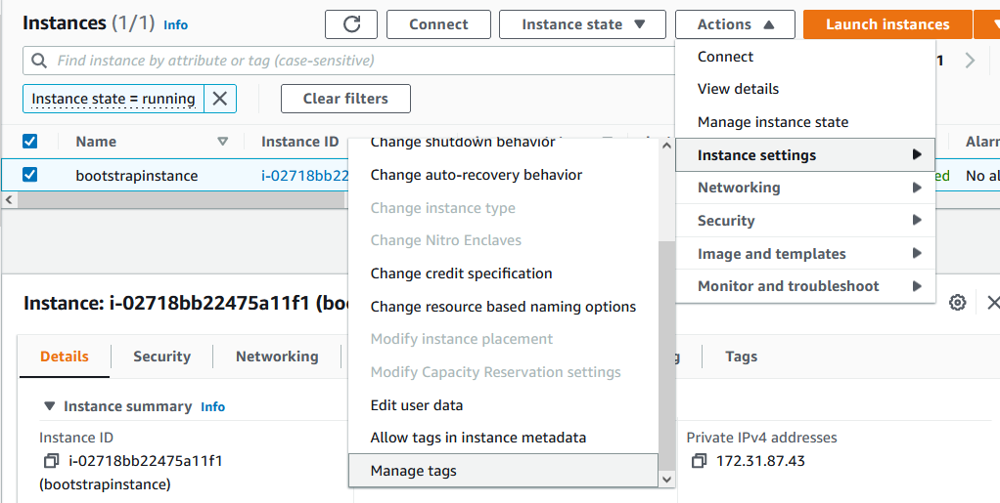 Instances (1/1) Info
Connect
Instance state
Actions
Launch instances
Find instance by attribute or tag (case-sensitive)
1
Instance state = running
Clear filters
Name
Instance ID
Alarm
bootstrapinstance
i-02718bb22
ed
No al
Connect
View details
Manage instance state
Instance settings
Networking
Security
Image and templates
Monitor and troubleshoot
Change shutdown behavior
Change auto-recovery behavior
Change instance type
Change Nitro Enclaves
Change credit specification
Change resource based naming options
Modify instance placement
Modify Capacity Reservation settings
Edit user data
Allow tags in instance metadata
Manage tags
Instance: i-02718bb22475a11f1 (boo
Details
Security
Networking
g
Tags
Instance summary Info
Instance ID
i-02718bb22475a11f1
(bootstrapinstance)
Private IPv4 addresses
172.31.87.43